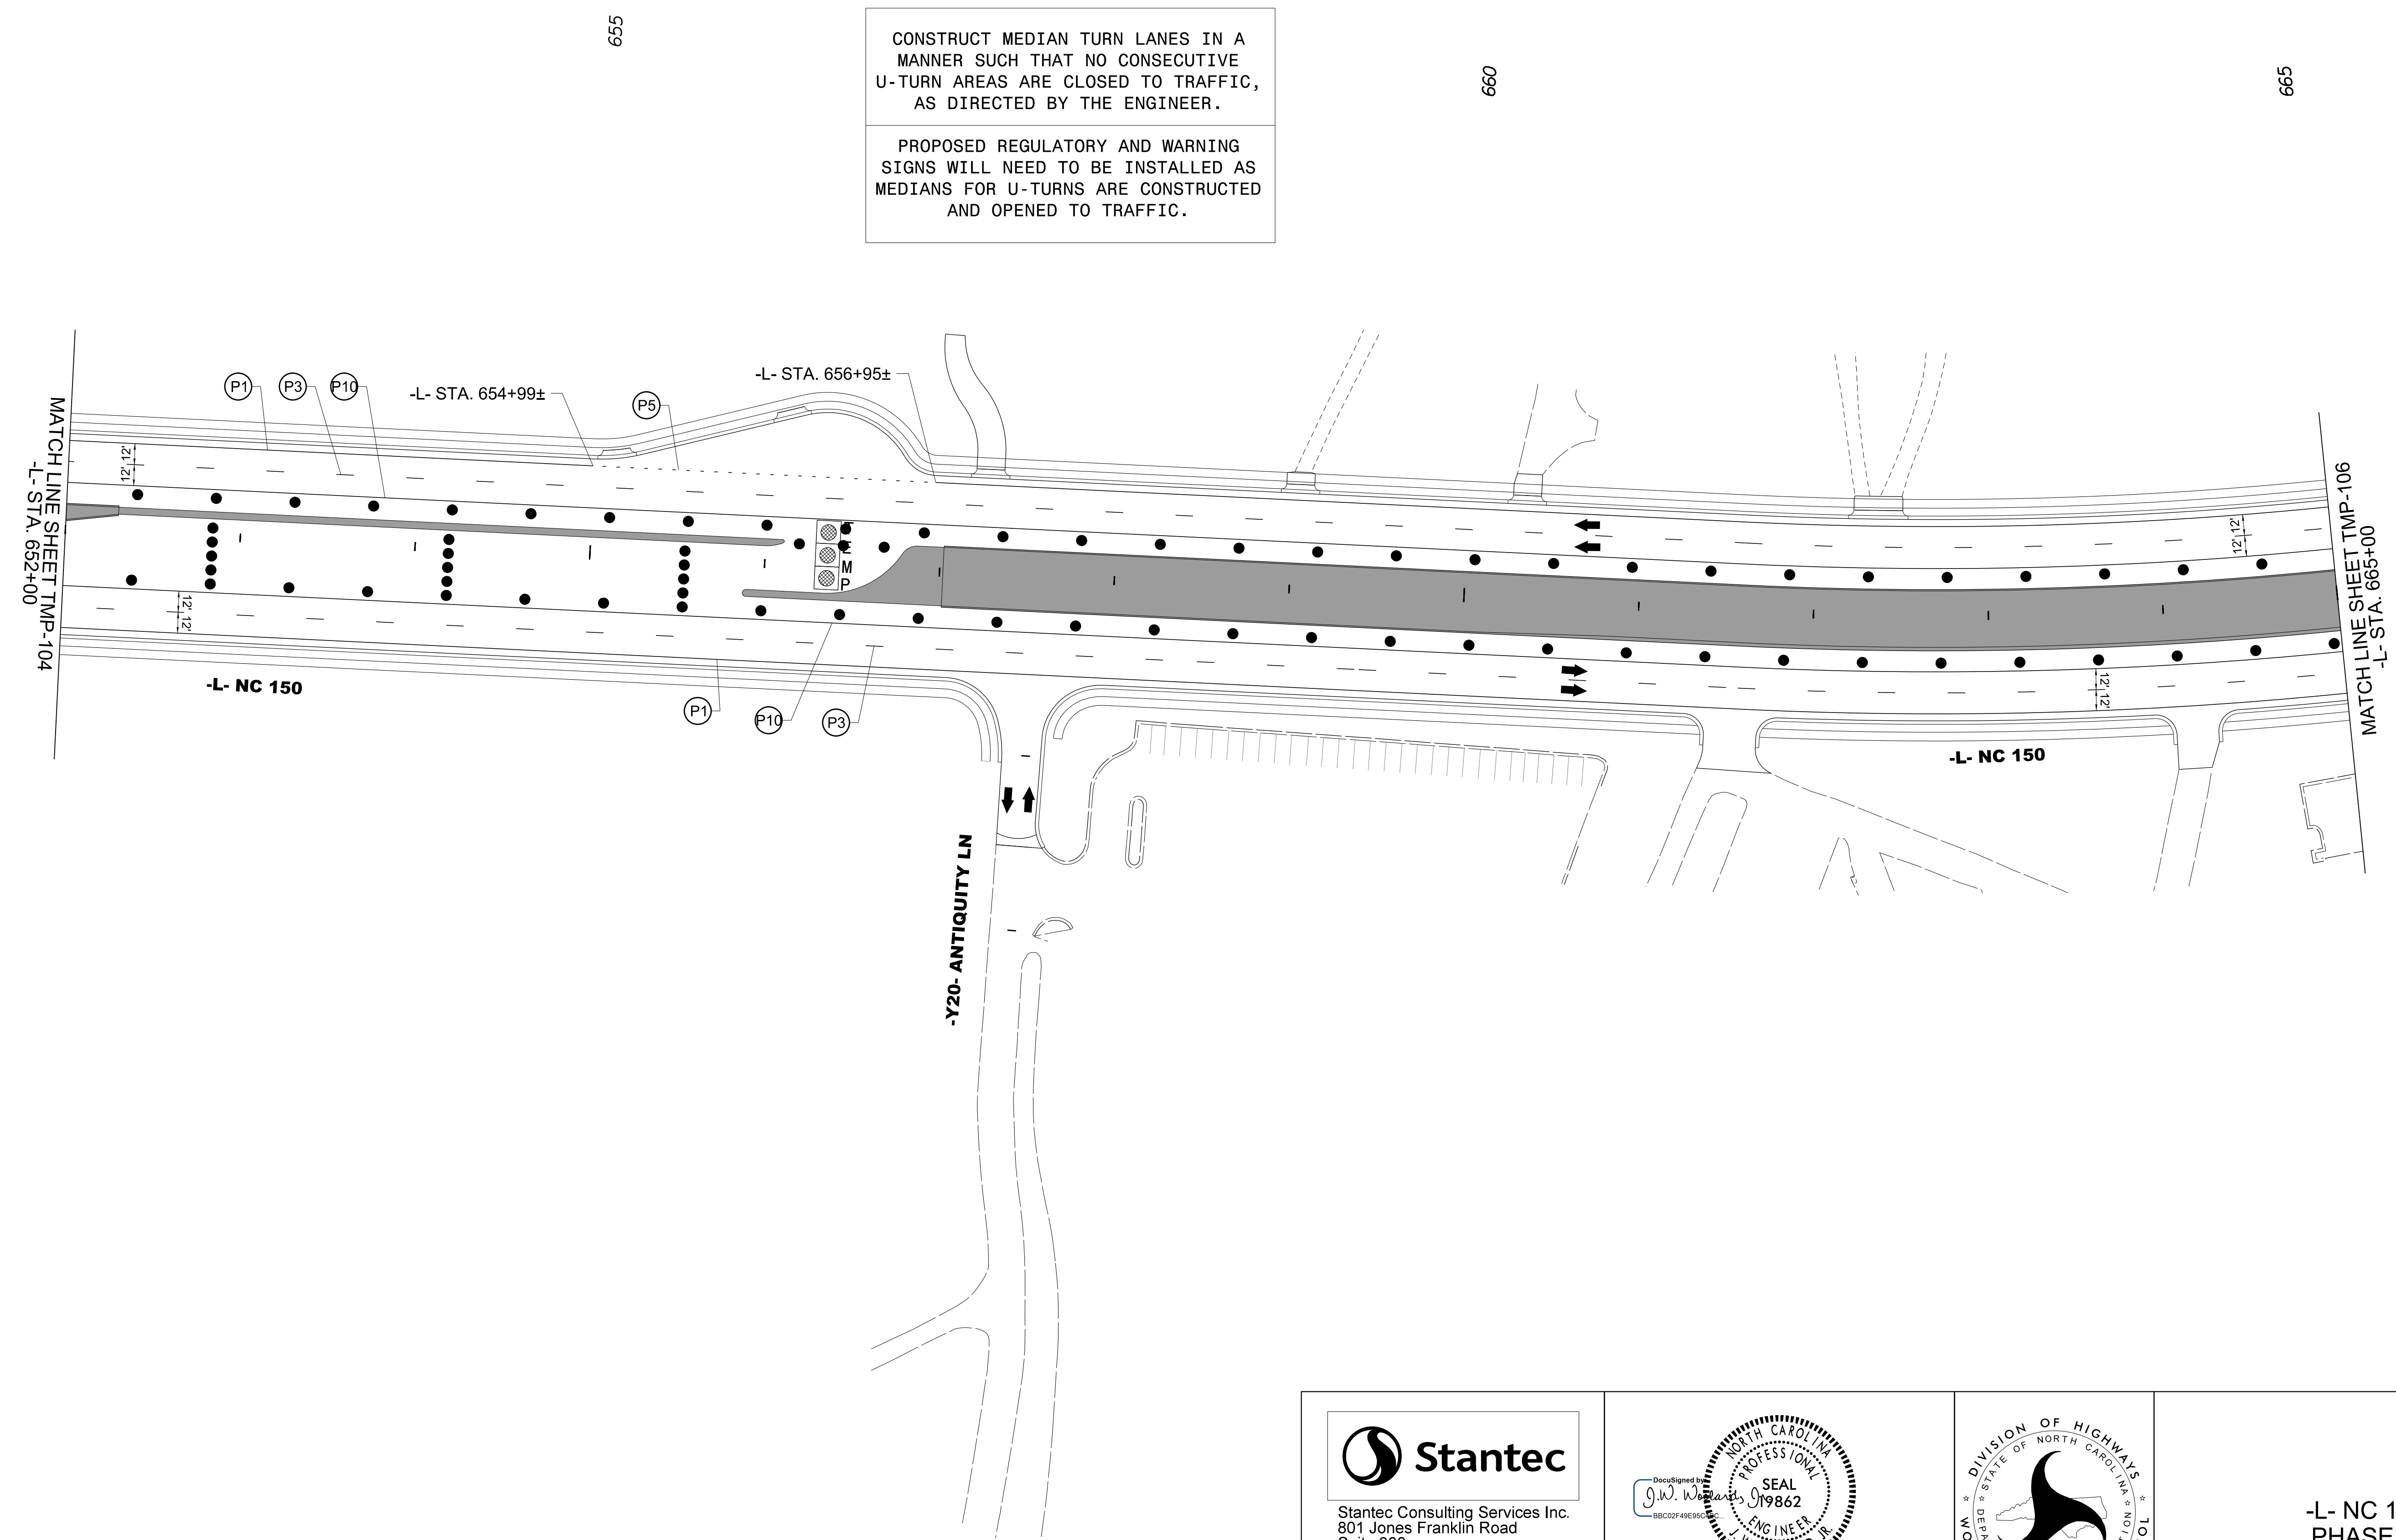 655
CONSTRUCT MEDIAN TURN LANES IN A
MANNER SUCH THAT NO CONSECUTIVE
U-TURN AREAS ARE CLOSED TO TRAFFIC,
AS DIRECTED BY THE ENGINEER.
660
665
PROPOSED REGULATORY AND WARNING
SIGNS WILL NEED TO BE INSTALLED AS
MEDIANS FOR U-TURNS ARE CONSTRUCTED
AND OPENED TO TRAFFIC.
P1
P3
P10
-L- STA. 654+99±
P5
-L- STA. 656+95±
MATCH LINE SHEET TMP-104
-L- STA. 652+00
12' 12'
12' 12'
TEMP
12' 12'
12' 12'
MATCH LINE SHEET TMP-106
-L- STA. 665+00
-L- NC 150
P1
P10
P3
-L- NC 150
-Y20- ANTIQUITY LN
Stantec
Stantec Consulting Services Inc.
801 Jones Franklin Road
DocuSigned by
NORTH CAROLINA
PROFESSIONAL
SEAL
19862
ENGINEER
DIVISION OF HIGHWAYS
STATE OF NORTH CAROLINA
-L- NC 1
PHASE